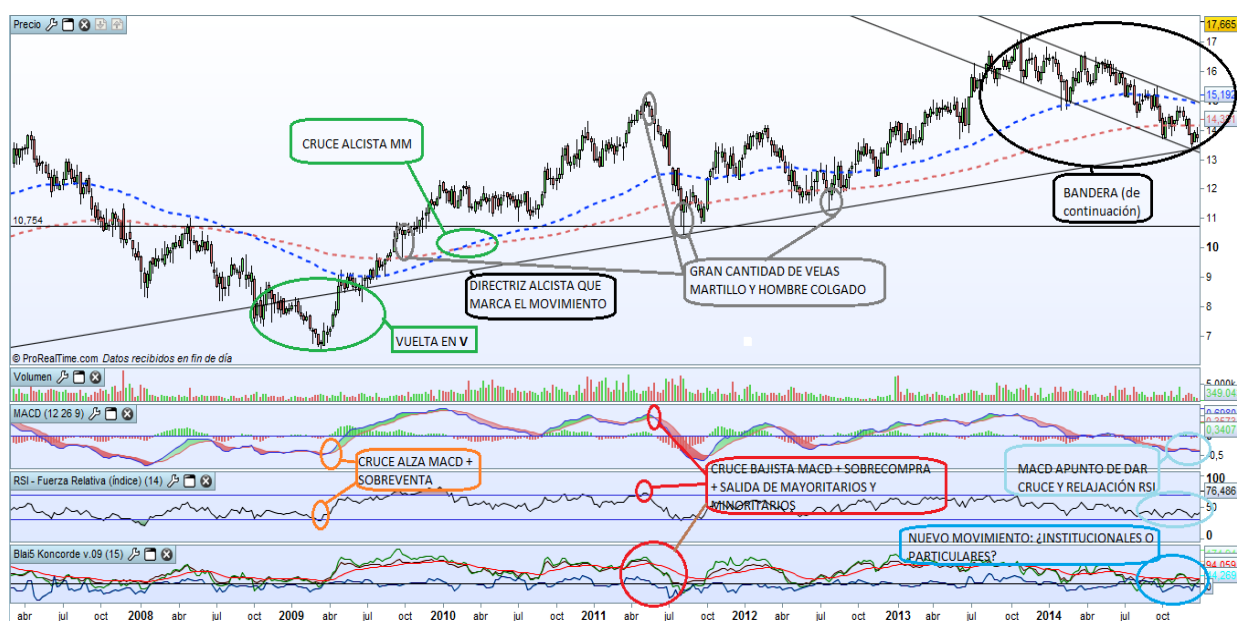 Precio
17,665
17
16
15,192
15
14
13
12
11
10
9
8
7
10,754
CRUCE ALCISTA MM
BANDERA (de
continuación)
GRAN CANTIDAD DE VELAS
MARTILLO Y HOMBRE COLGADO
DIRECTRIZ ALCISTA QUE
MARCA EL MOVIMIENTO
VUELTA EN V
© ProRealTime.com Datos recibidos en fin de día
Volumen
5.000k
349.04
MACD (12 26 9)
0,3407
-0,5
CRUCE ALZA MACD +
SOBREVENTA
CRUCE BAJISTA MACD + SOBRECOMPRA
+ SALIDA DE MAYORITARIOS Y
MINORITARIOS
MACD APUNTO DE DAR
CRUCE Y RELAJACIÓN RSI
RSI - Fuerza Relativa (índice) (14)
100
76,486
50
0
NUEVO MOVIMIENTO: ¿INSTITUCIONALES O
PARTICULARES?
Blai5 Koncorde v.09 (15)
94,059
0
abr jul oct 2008 abr jul oct 2009 abr jul oct 2010 abr jul oct 2011 abr jul oct 2012 abr jul oct 2013 abr jul oct 2014 abr jul oct